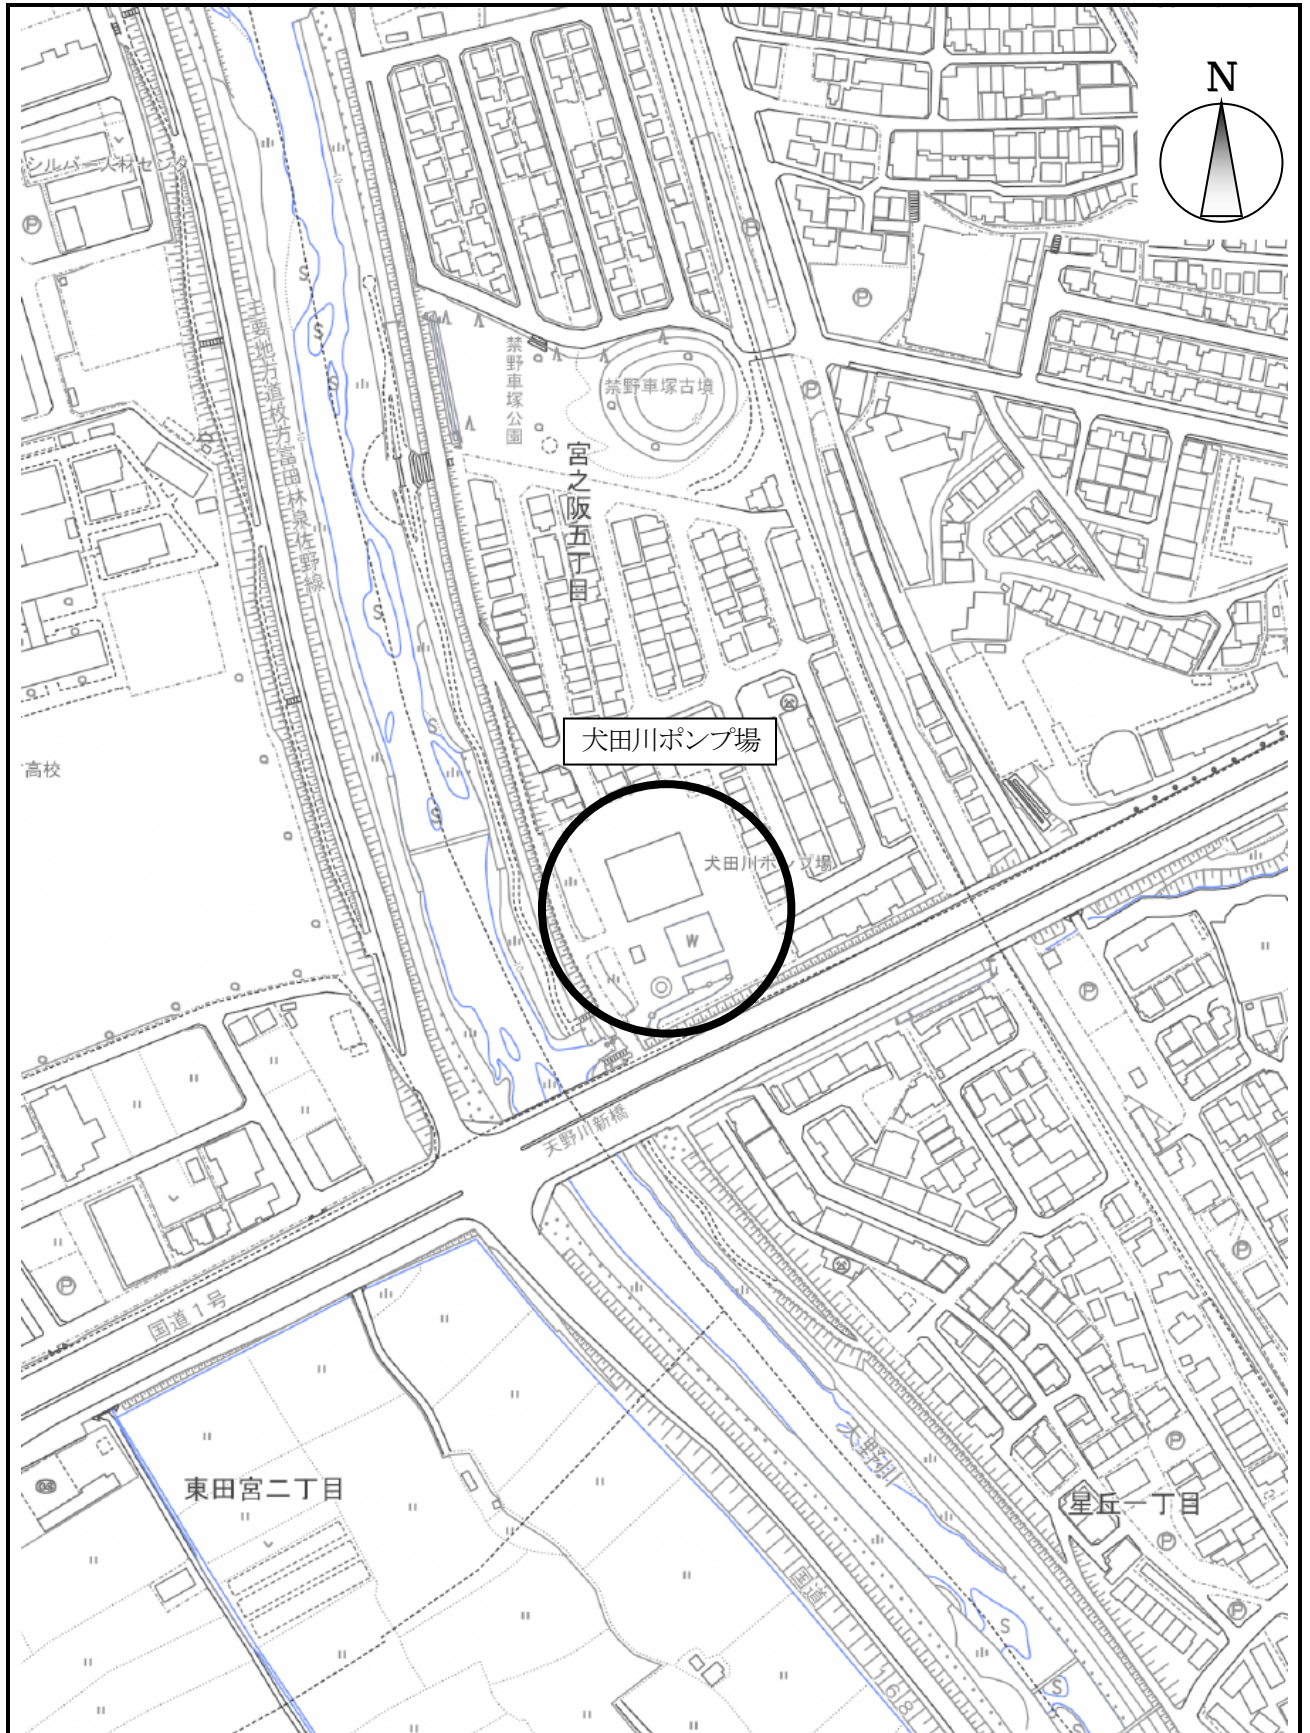 N
シルバー人材センター
主要地方道枚方富田林泉佐野線
禁野車塚公園
禁野車塚古墳
宮之阪五丁目
犬田川ポンプ場
高校
犬田川ポンプ場
W
天野川新橋
国道1号
天野川
東田宮二丁目
星丘一丁目
国道168